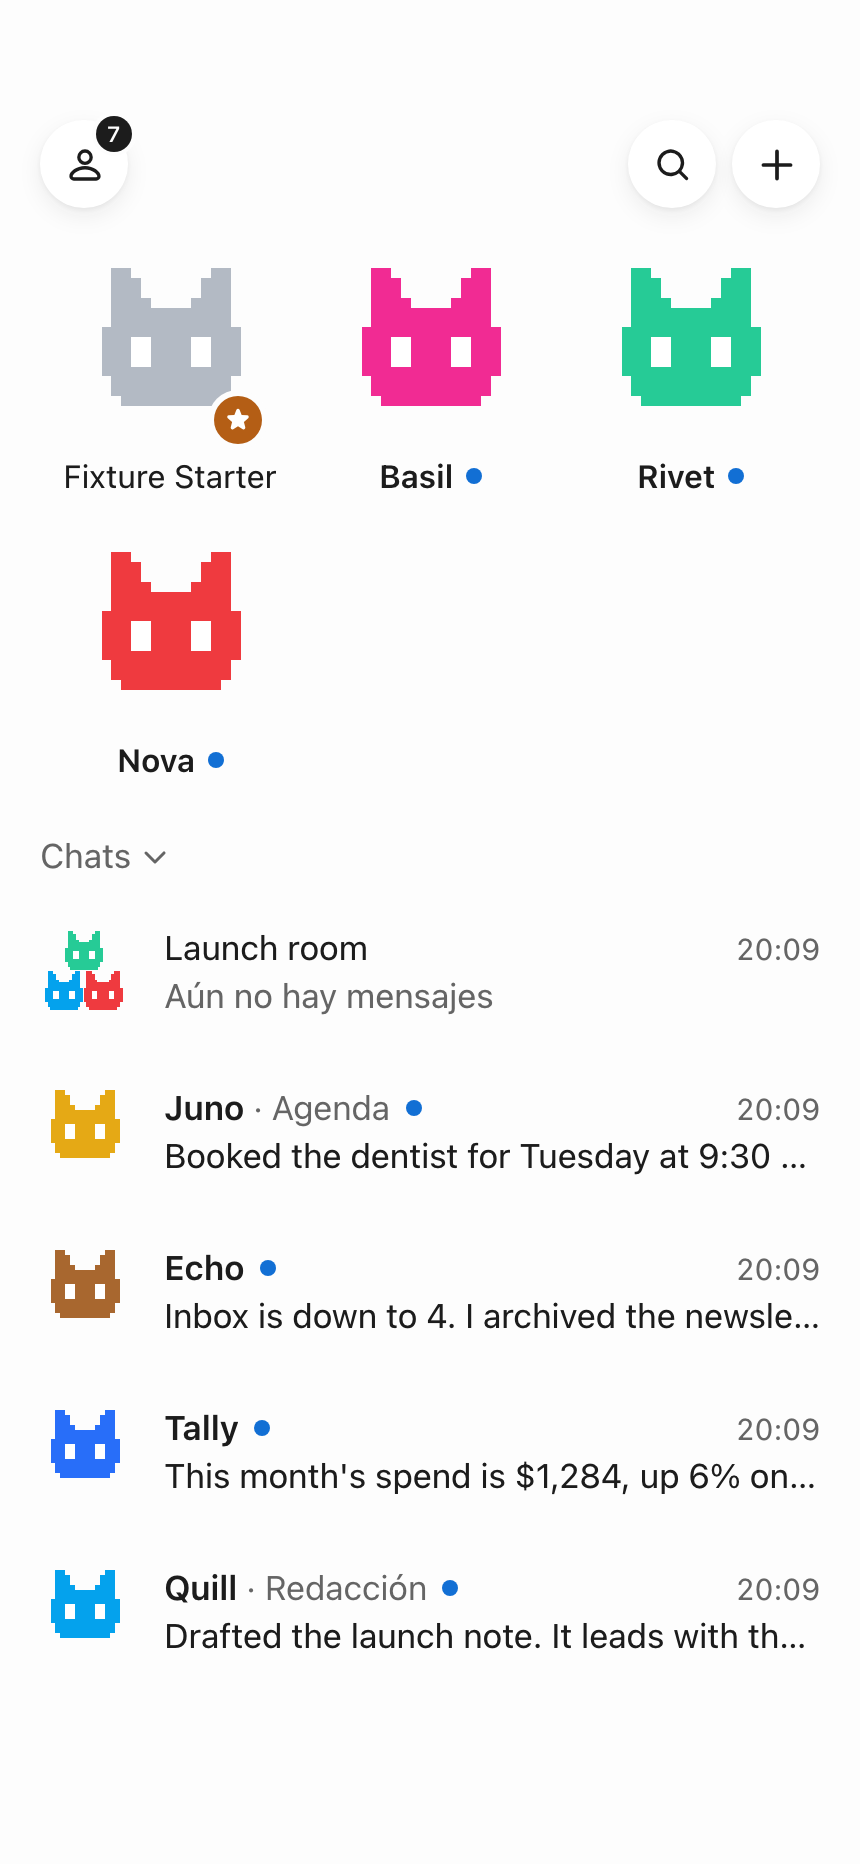 7
Fixture Starter
Basil
Rivet
Nova
Chats
Launch room 20:09
Aún no hay mensajes
Juno · Agenda 20:09
Booked the dentist for Tuesday at 9:30 ...
Echo 20:09
Inbox is down to 4. I archived the newsle...
Tally 20:09
This month's spend is $1,284, up 6% on...
Quill · Redacción 20:09
Drafted the launch note. It leads with th...